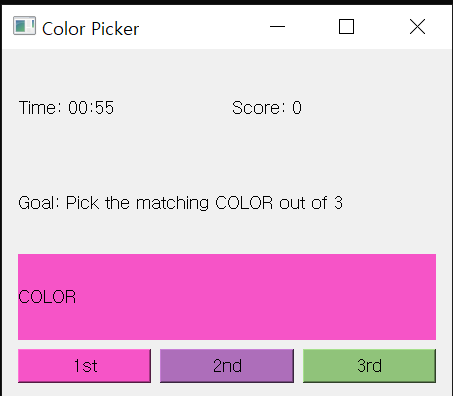 Color Picker
Time: 00:55 Score: 0
Goal: Pick the matching COLOR out of 3
COLOR
1st 2nd 3rd